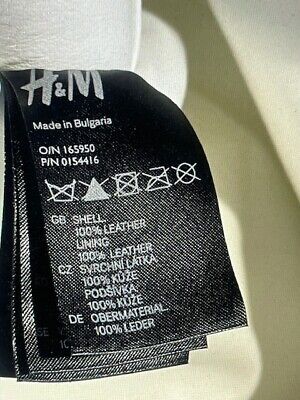 H&M
Made in Bulgaria
O/N 165950
P/N 0154416
GB SHELL
100% LEATHER
LINING
100% LEATHER
CZ SVRCHNI LÁTKA
100% KŮŽE
PODŠÍVKA
100% KŮŽE
DE OBERMATERIAL
100% LEDER